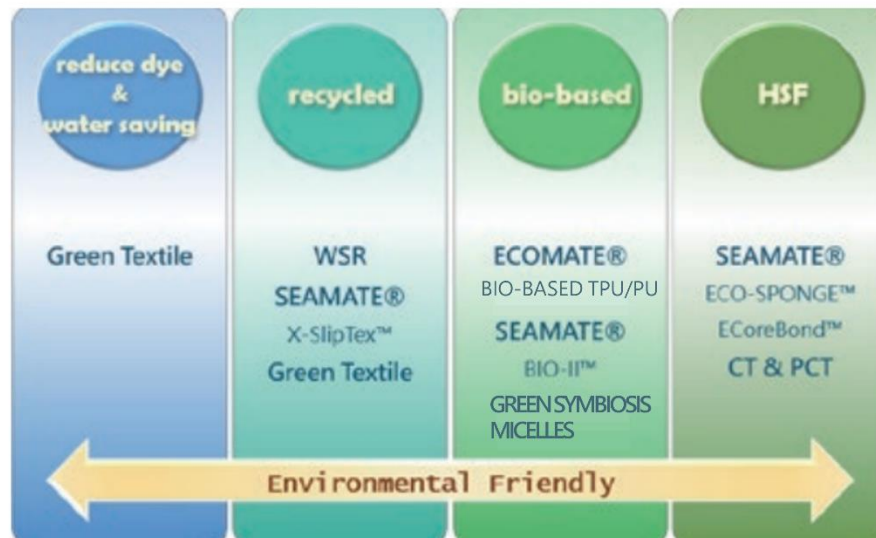 reduce dye
&
water saving
Green Textile
recycled
WSR
SEAMATE®
X-SlipTex™
Green Textile
bio-based
ECOMATE®
BIO-BASED TPU/PU
SEAMATE®
BIO-II™
GREEN SYMBIOSIS
MICELLES
HSF
SEAMATE®
ECO-SPONGE™
ECoreBond™
CT & PCT
Environmental Friendly